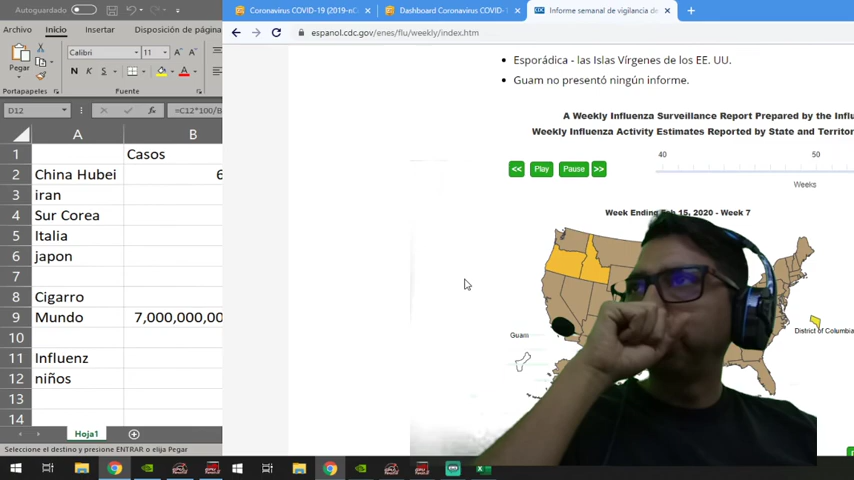 Autoguardado
Coronavirus COVID-19 (2019-nC
Dashboard Coronavirus COVID-1
Informe semanal de vigilancia de
Archivo Inicio Insertar Disposición de página
espanol.cdc.gov/enes/flu/weekly/index.htm
Pegar
Calibri 11
N K S
Portapapeles Fuente
D12 =C12*100/B
A B
1 Casos
2 China Hubei 6
3 iran
4 Sur Corea
5 Italia
6 japon
7
8 Cigarro
9 Mundo 7,000,000,00
10
11 Influenz
12 niños
13
14
Hoja1
Seleccione el destino y presione ENTRAR o elija Pegar
Esporádica - las Islas Vírgenes de los EE. UU.
Guam no presentó ningún informe.
A Weekly Influenza Surveillance Report Prepared by the Influ
Weekly Influenza Activity Estimates Reported by State and Territor
40 50
<< Play Pause >>
Weeks
Week Ending Feb 15, 2020 - Week 7
Guam
District of Columbia